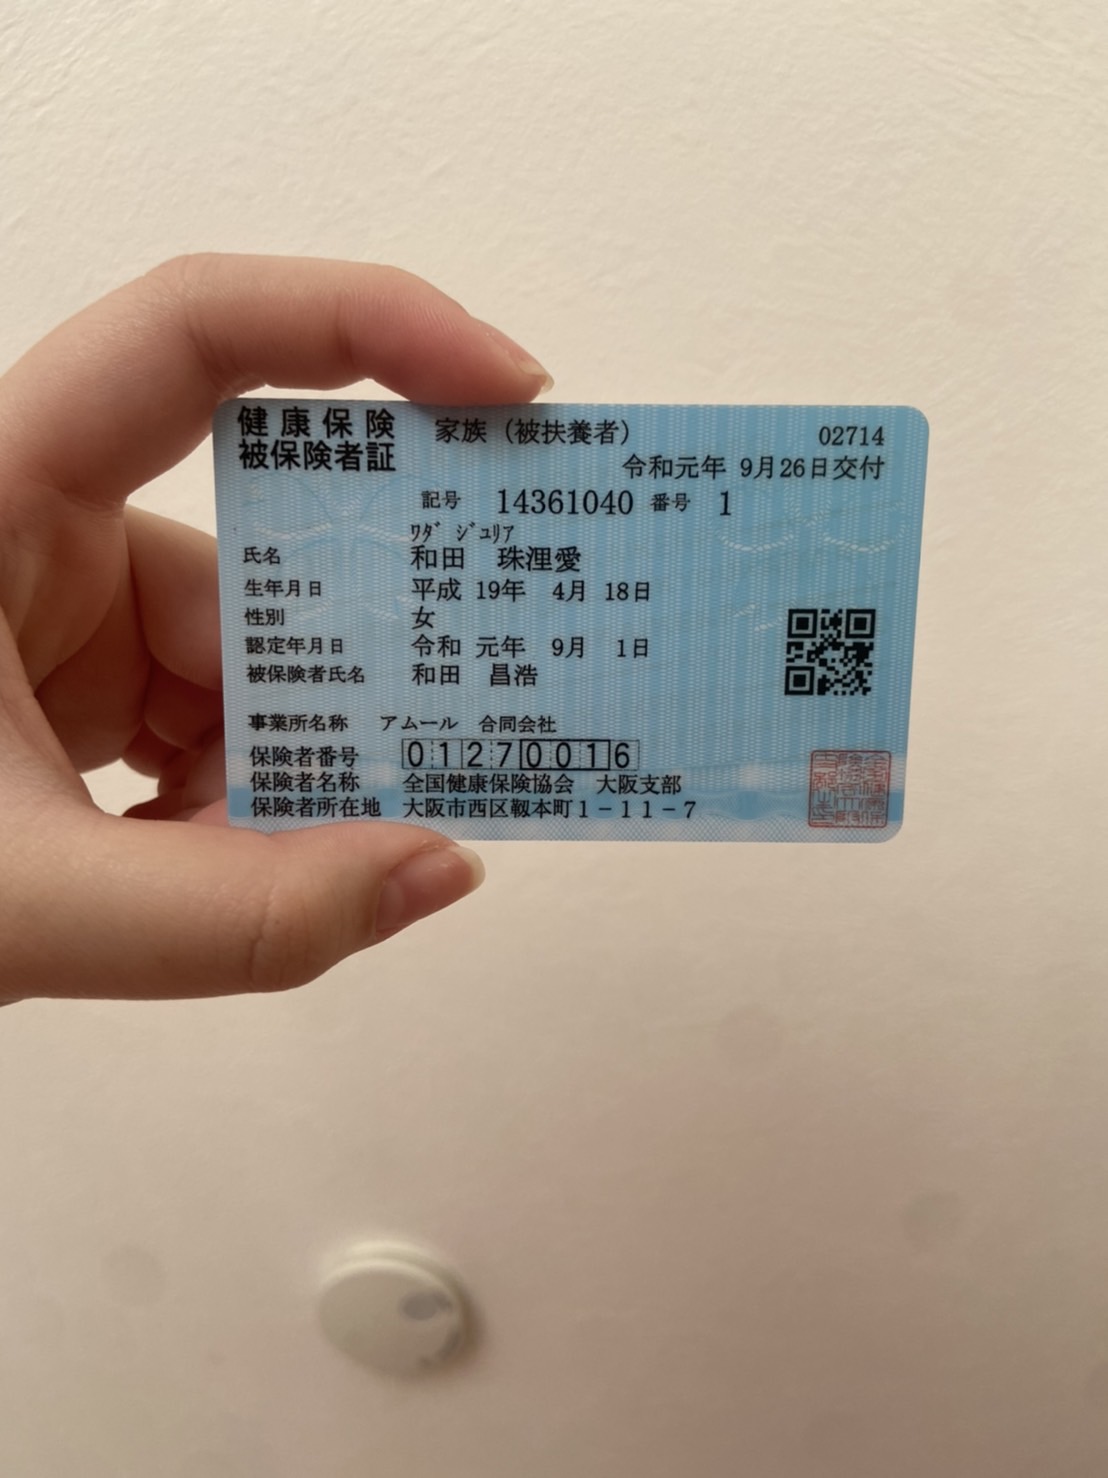 健康保険 家族（被扶養者） 02714
被保険者証
令和元年 9月26日交付
記号 14361040 番号 1
ﾜﾀﾞ ｼﾞﾕﾘｱ
氏名 和田 珠浬愛
生年月日 平成 19年 4月 18日
性別 女
認定年月日 令和 元年 9月 1日
被保険者氏名 和田 昌浩
事業所名称 アムール 合同会社
保険者番号 01270016
保険者名称 全国健康保険協会 大阪支部
保険者所在地 大阪市西区靱本町1-11-7